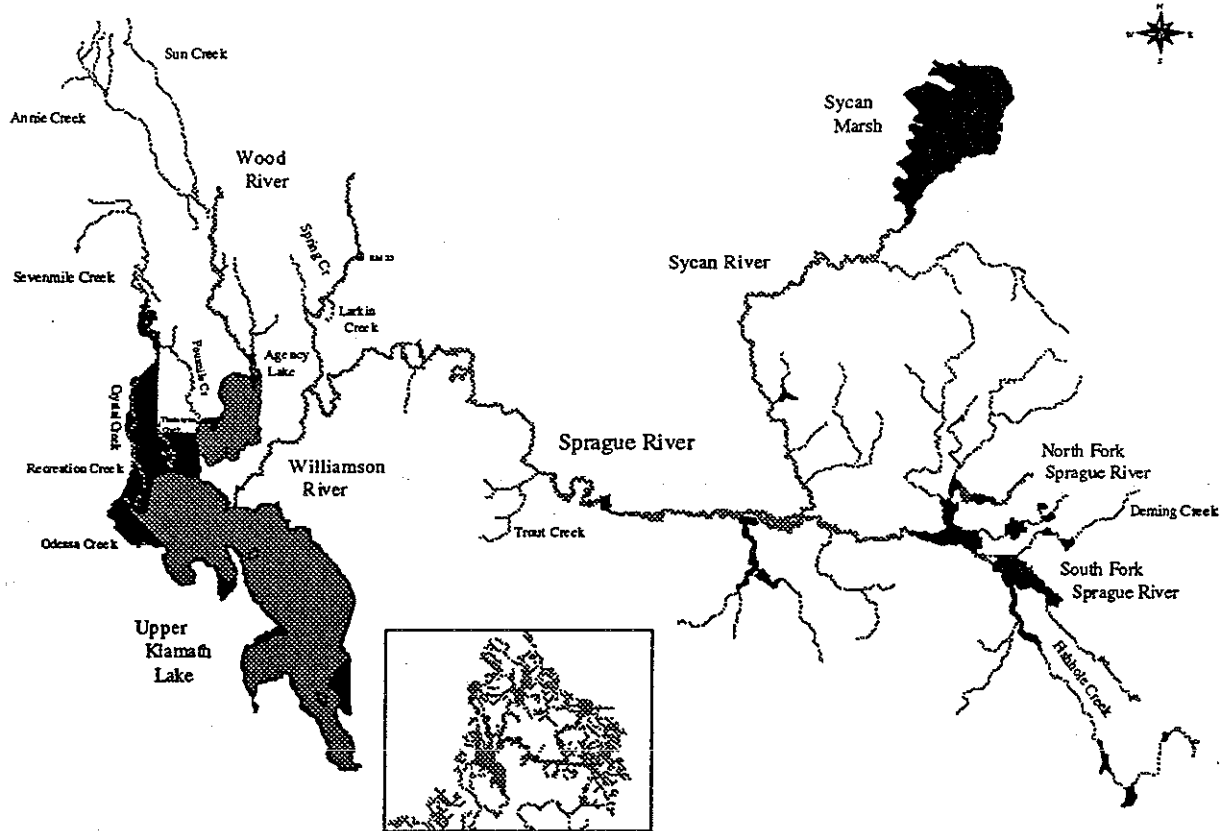 N
W E
S
Sun Creek
Annie Creek
Wood
River
Sycan
Marsh
Spring Cr
Sevenmile Creek
Larkin
Creek
Sycan River
Agency
Lake
Crystal Creek
Recreation Creek
Williamson
River
Sprague River
North Fork
Sprague River
Deming Creek
Odessa Creek
Trout Creek
South Fork
Sprague River
Upper
Klamath
Lake
Fishhole Creek